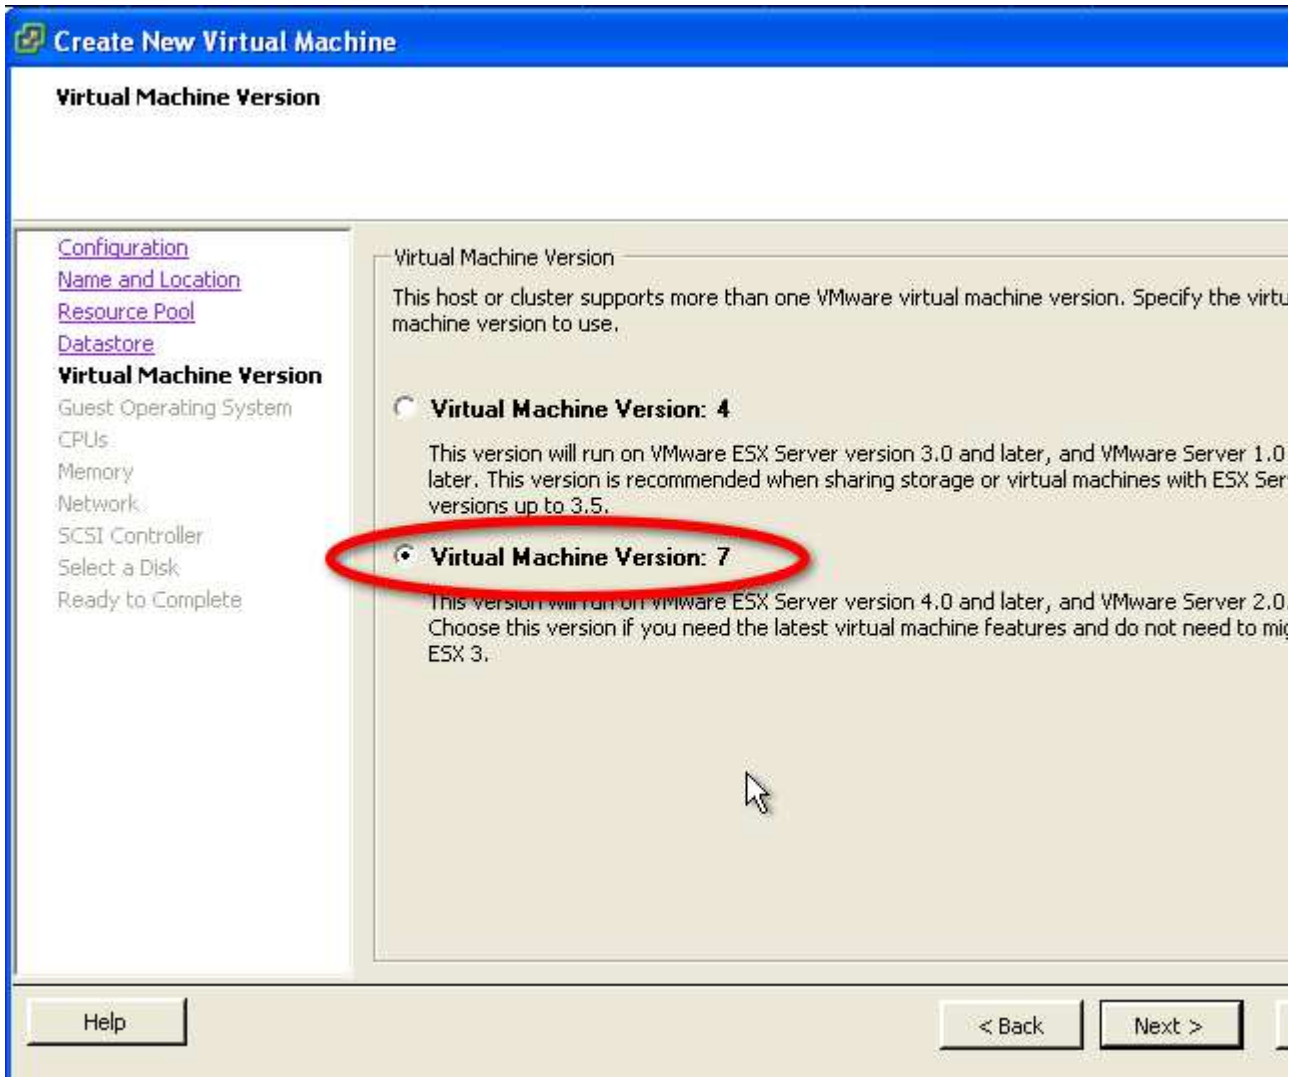 Create New Virtual Machine
Virtual Machine Version
Configuration
Name and Location
Resource Pool
Datastore
Virtual Machine Version
Guest Operating System
CPUs
Memory
Network
SCSI Controller
Select a Disk
Ready to Complete
Virtual Machine Version
This host or cluster supports more than one VMware virtual machine version. Specify the virtu
machine version to use.
Virtual Machine Version: 4
This version will run on VMware ESX Server version 3.0 and later, and VMware Server 1.0
later. This version is recommended when sharing storage or virtual machines with ESX Ser
versions up to 3.5.
Virtual Machine Version: 7
This version will run on VMware ESX Server version 4.0 and later, and VMware Server 2.0.
Choose this version if you need the latest virtual machine features and do not need to mig
ESX 3.
Help
< Back
Next >